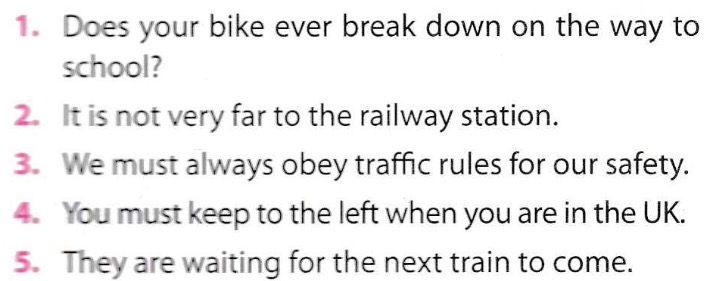 1. Does your bike ever break down on the way to
school?
2. It is not very far to the railway station.
3. We must always obey traffic rules for our safety.
4. You must keep to the left when you are in the UK.
5. They are waiting for the next train to come.